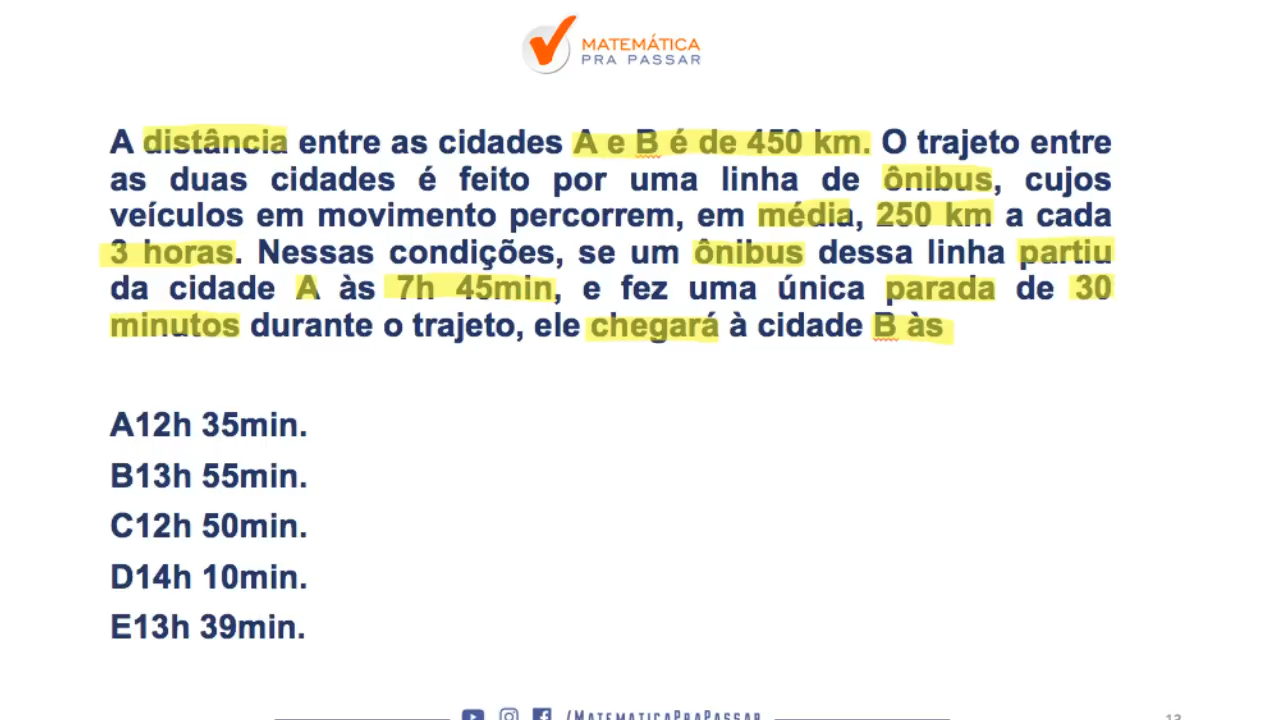 MATEMÁTICA
PRA PASSAR
A distância entre as cidades A e B é de 450 km. O trajeto entre
as duas cidades é feito por uma linha de ônibus, cujos
veículos em movimento percorrem, em média, 250 km a cada
3 horas. Nessas condições, se um ônibus dessa linha partiu
da cidade A às 7h 45min, e fez uma única parada de 30
minutos durante o trajeto, ele chegará à cidade B às
A12h 35min.
B13h 55min.
C12h 50min.
D14h 10min.
E13h 39min.
/MATEMATICAPRAPASSAR
13